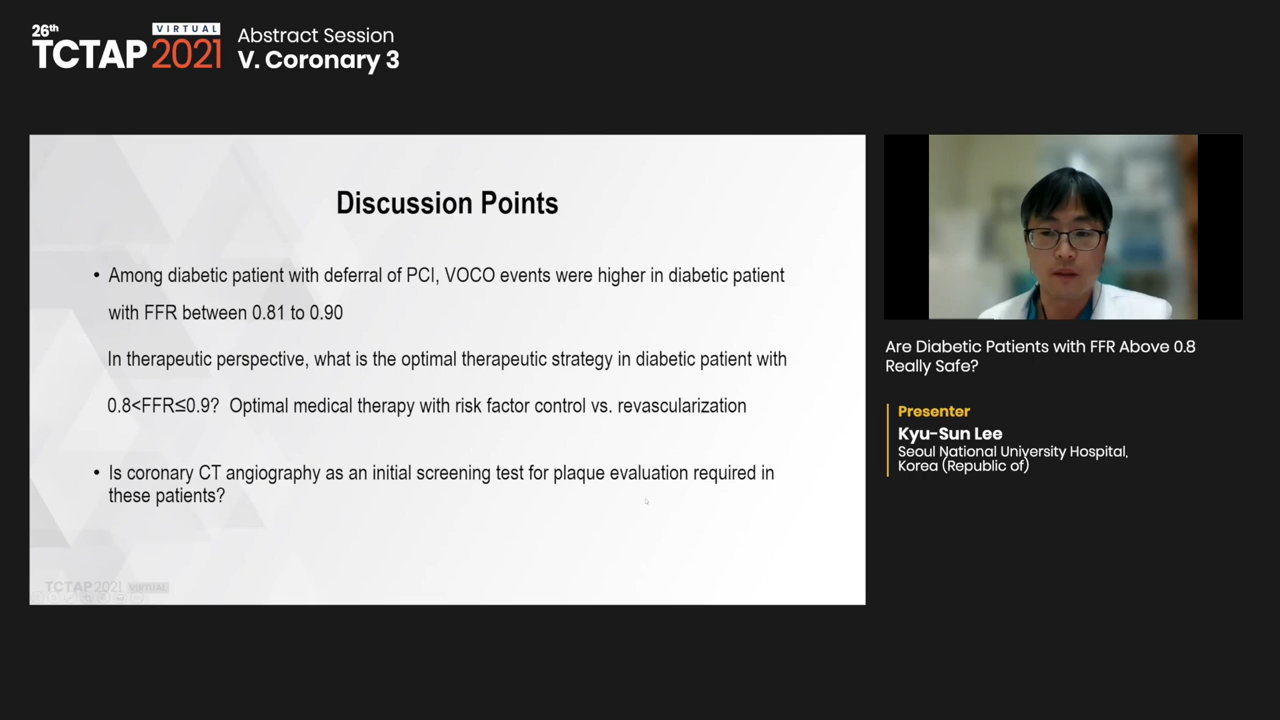 26th
VIRTUAL
TCTAP 2021
Abstract Session
V. Coronary 3
Discussion Points
• Among diabetic patient with deferral of PCI, VOCO events were higher in diabetic patient
with FFR between 0.81 to 0.90
In therapeutic perspective, what is the optimal therapeutic strategy in diabetic patient with
0.8<FFR≤0.9? Optimal medical therapy with risk factor control vs. revascularization
• Is coronary CT angiography as an initial screening test for plaque evaluation required in
these patients?
TCTAP 2021 VIRTUAL
Are Diabetic Patients with FFR Above 0.8
Really Safe?
Presenter
Kyu-Sun Lee
Seoul National University Hospital,
Korea (Republic of)